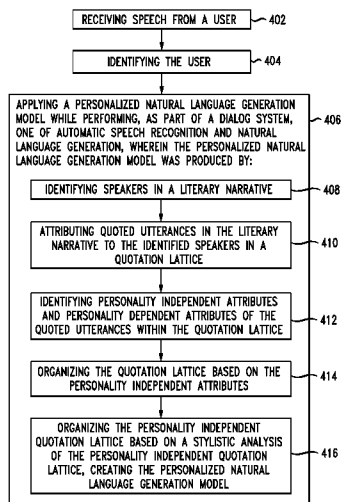 RECEIVING SPEECH FROM A USER
402
IDENTIFYING THE USER
404
APPLYING A PERSONALIZED NATURAL LANGUAGE GENERATION
MODEL WHILE PERFORMING, AS PART OF A DIALOG SYSTEM,
ONE OF AUTOMATIC SPEECH RECOGNITION AND NATURAL
LANGUAGE GENERATION, WHEREIN THE PERSONALIZED NATURAL
LANGUAGE GENERATION MODEL WAS PRODUCED BY:
406
IDENTIFYING SPEAKERS IN A LITERARY NARRATIVE
408
ATTRIBUTING QUOTED UTTERANCES IN THE LITERARY
NARRATIVE TO THE IDENTIFIED SPEAKERS IN A
QUOTATION LATTICE
410
IDENTIFYING PERSONALITY INDEPENDENT ATTRIBUTES
AND PERSONALITY DEPENDENT ATTRIBUTES OF THE
QUOTED UTTERANCES WITHIN THE QUOTATION LATTICE
412
ORGANIZING THE QUOTATION LATTICE BASED ON THE
PERSONALITY INDEPENDENT ATTRIBUTES
414
ORGANIZING THE PERSONALITY INDEPENDENT
QUOTATION LATTICE BASED ON A STYLISTIC ANALYSIS
OF THE PERSONALITY INDEPENDENT QUOTATION
LATTICE, CREATING THE PERSONALIZED NATURAL
LANGUAGE GENERATION MODEL
416